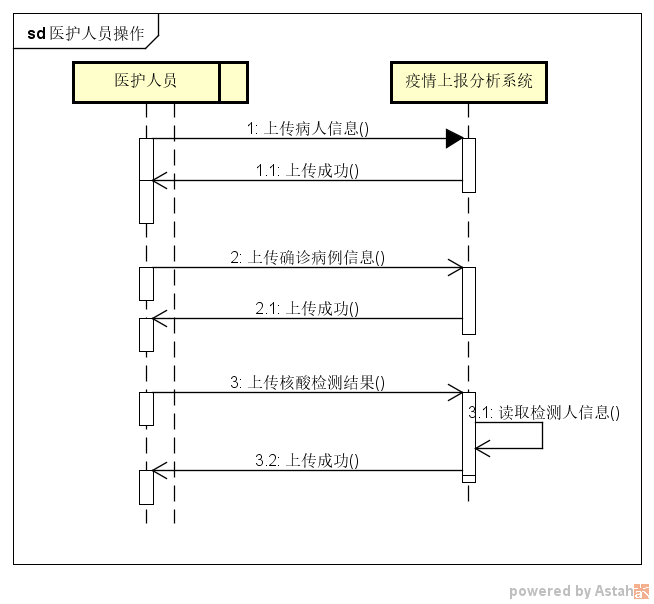 sd 医护人员操作
医护人员
疫情上报分析系统
1: 上传病人信息()
1.1: 上传成功()
2: 上传确诊病例信息()
2.1: 上传成功()
3: 上传核酸检测结果()
3.1: 读取检测人信息()
3.2: 上传成功()
powered by Astah